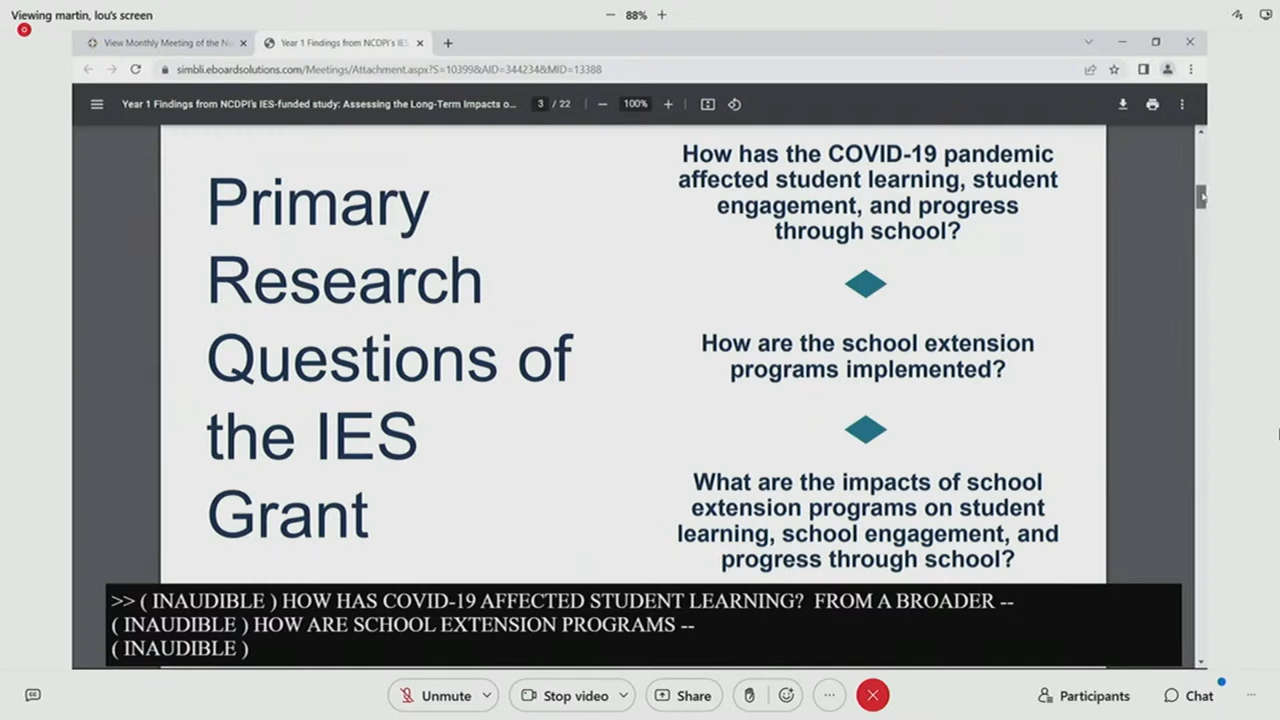 Viewing martin, lou's screen
88%
View Monthly Meeting of the No
Year 1 Findings from NCDPI's IES
simbli.eboardsolutions.com/Meetings/Attachment.aspx?S=10399&AID=344234&MID=13388
Year 1 Findings from NCDPI's IES-funded study: Assessing the Long-Term Impacts o...
3 / 22
100%
Primary
Research
Questions of
the IES
Grant
How has the COVID-19 pandemic
affected student learning, student
engagement, and progress
through school?
How are the school extension
programs implemented?
What are the impacts of school
extension programs on student
learning, school engagement, and
progress through school?
>> ( INAUDIBLE ) HOW HAS COVID-19 AFFECTED STUDENT LEARNING? FROM A BROADER --
( INAUDIBLE ) HOW ARE SCHOOL EXTENSION PROGRAMS --
( INAUDIBLE )
Unmute
Stop video
Share
Participants
Chat